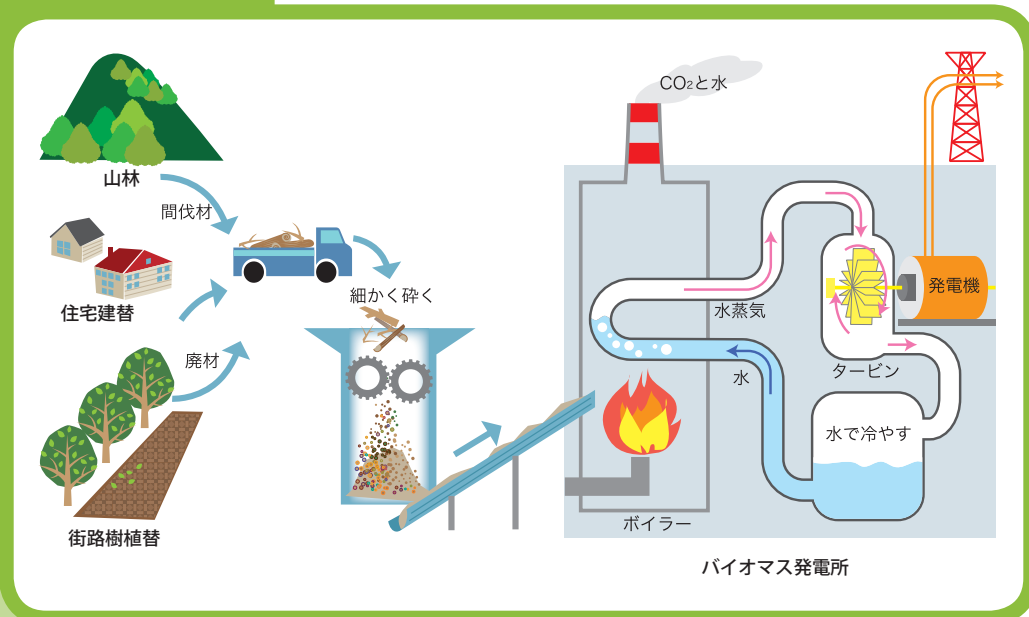 山林
間伐材
住宅建替
廃材
街路樹植替
細かく砕く
CO₂と水
水蒸気
水
ボイラー
タービン
発電機
水で冷やす
バイオマス発電所